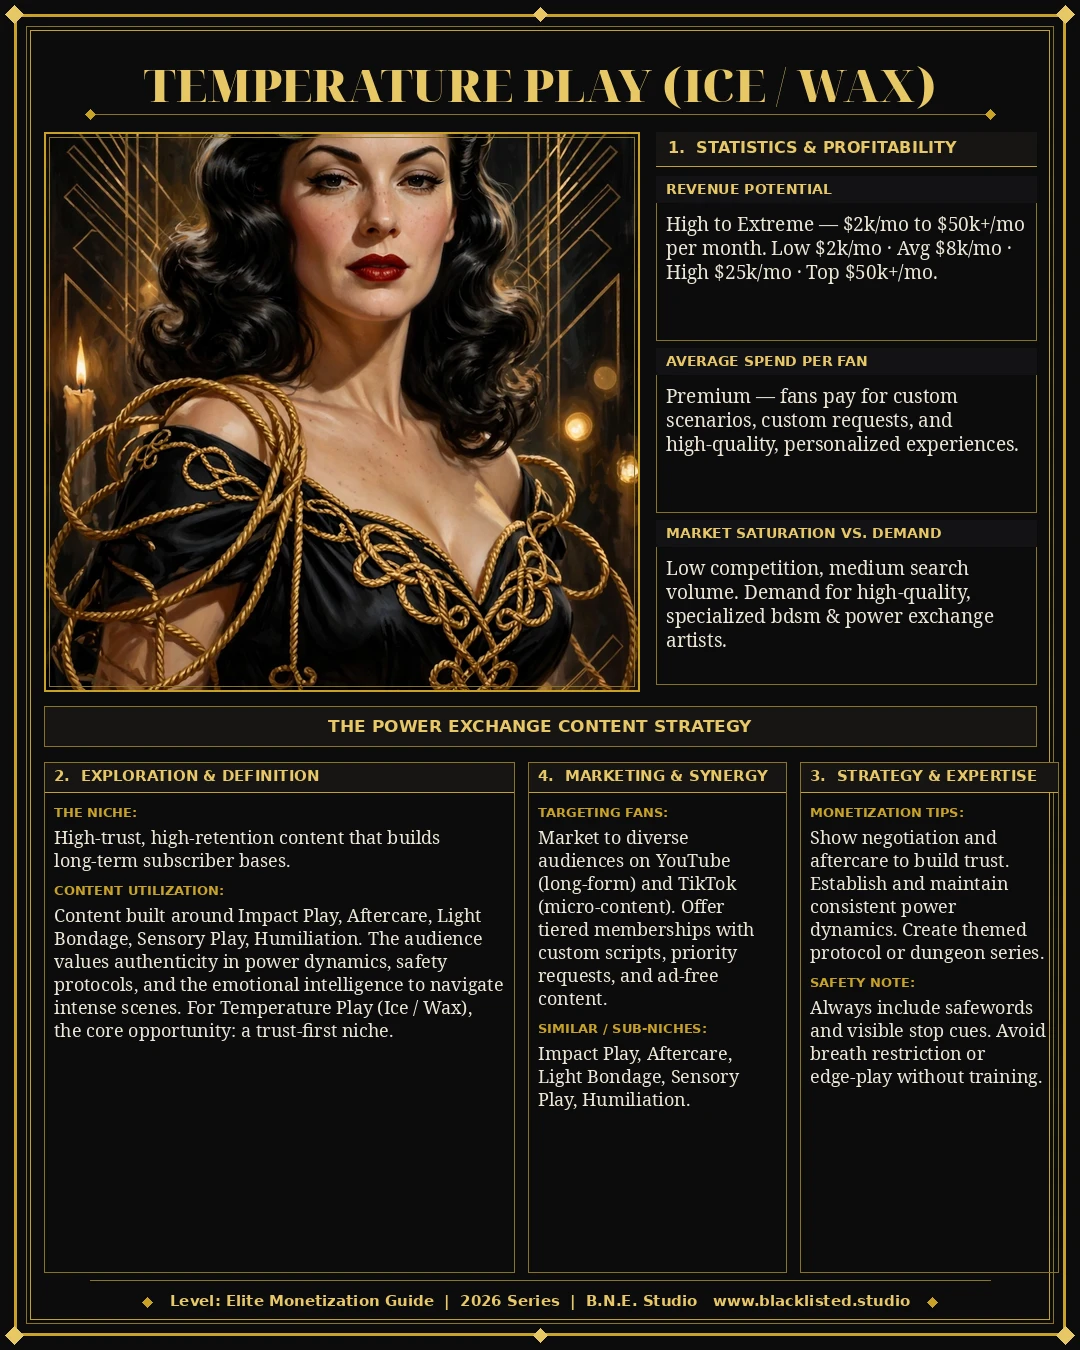 TEMPERATURE PLAY (ICE / WAX)
1. STATISTICS & PROFITABILITY
REVENUE POTENTIAL
High to Extreme — $2k/mo to $50k+/mo
per month. Low $2k/mo · Avg $8k/mo ·
High $25k/mo · Top $50k+/mo.
AVERAGE SPEND PER FAN
Premium — fans pay for custom
scenarios, custom requests, and
high-quality, personalized experiences.
MARKET SATURATION VS. DEMAND
Low competition, medium search
volume. Demand for high-quality,
specialized bdsm & power exchange
artists.
THE POWER EXCHANGE CONTENT STRATEGY
2. EXPLORATION & DEFINITION
THE NICHE:
High-trust, high-retention content that builds
long-term subscriber bases.
CONTENT UTILIZATION:
Content built around Impact Play, Aftercare, Light
Bondage, Sensory Play, Humiliation. The audience
values authenticity in power dynamics, safety
protocols, and the emotional intelligence to navigate
intense scenes. For Temperature Play (Ice / Wax),
the core opportunity: a trust-first niche.
4. MARKETING & SYNERGY
TARGETING FANS:
Market to diverse
audiences on YouTube
(long-form) and TikTok
(micro-content). Offer
tiered memberships with
custom scripts, priority
requests, and ad-free
content.
SIMILAR / SUB-NICHES:
Impact Play, Aftercare,
Light Bondage, Sensory
Play, Humiliation.
3. STRATEGY & EXPERTISE
MONETIZATION TIPS:
Show negotiation and
aftercare to build trust.
Establish and maintain
consistent power
dynamics. Create themed
protocol or dungeon series.
SAFETY NOTE:
Always include safewords
and visible stop cues. Avoid
breath restriction or
edge-play without training.
Level: Elite Monetization Guide | 2026 Series | B.N.E. Studio www.blacklisted.studio